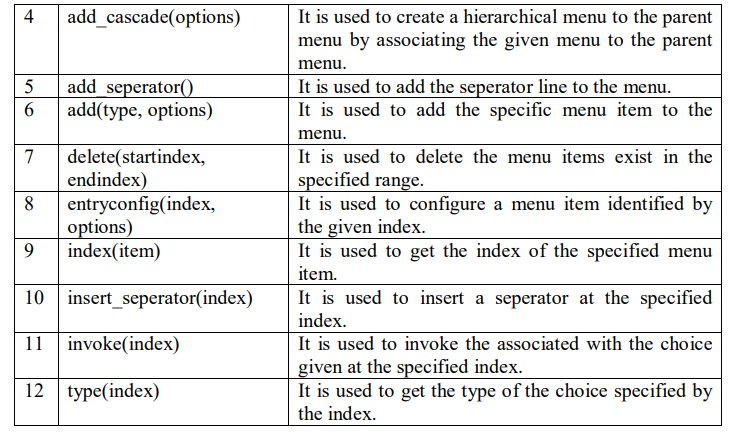 4 add_cascade(options) It is used to create a hierarchical menu to the parent
menu by associating the given menu to the parent
menu.
5 add_seperator() It is used to add the seperator line to the menu.
6 add(type, options) It is used to add the specific menu item to the
menu.
7 delete(startindex, It is used to delete the menu items exist in the
endindex) specified range.
8 entryconfig(index, It is used to configure a menu item identified by
options) the given index.
9 index(item) It is used to get the index of the specified menu
item.
10 insert_seperator(index) It is used to insert a seperator at the specified
index.
11 invoke(index) It is used to invoke the associated with the choice
given at the specified index.
12 type(index) It is used to get the type of the choice specified by
the index.